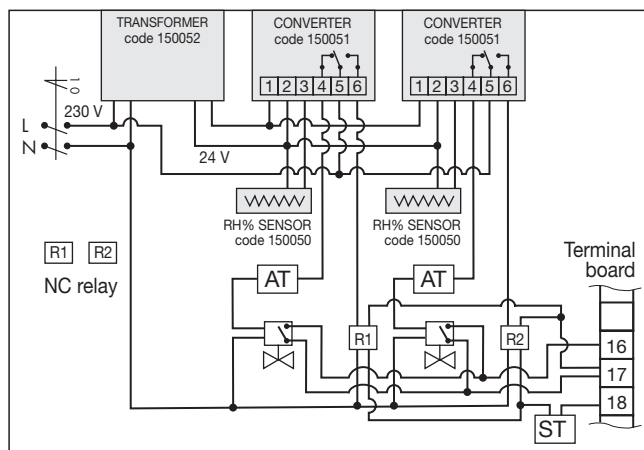 TRANSFORMER
code 150052
CONVERTER
code 150051
CONVERTER
code 150051
1 2 3 4 5 6
1 2 3 4 5 6
1 0
230 V
L
N
24 V
RH% SENSOR
code 150050
RH% SENSOR
code 150050
R1 R2
NC relay
AT
AT
Terminal
board
R1
R2
16
17
18
ST